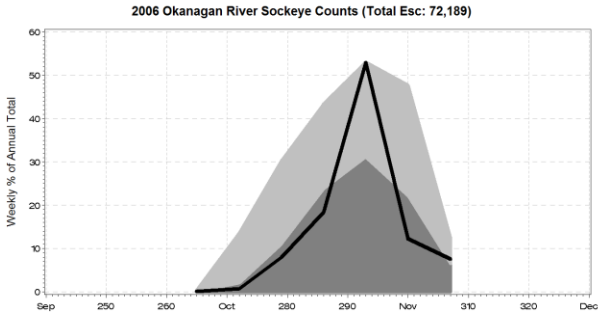 2006 Okanagan River Sockeye Counts (Total Esc: 72,189)
Weekly % of Annual Total
60
50
40
30
20
10
0
Sep 250 260 Oct 280 290 Nov 310 320 Dec